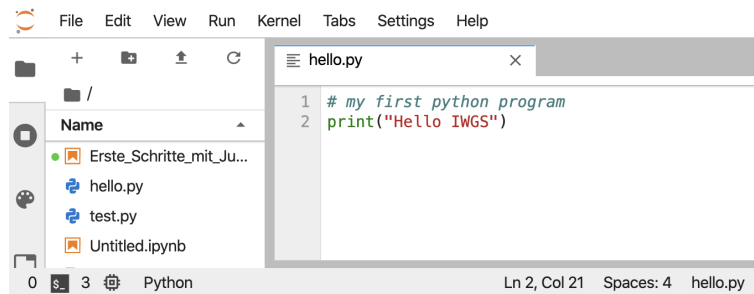 File Edit View Run Kernel Tabs Settings Help
hello.py
/
Name
Erste_Schritte_mit_Ju...
hello.py
test.py
Untitled.ipynb
1 # my first python program
2 print("Hello IWGS")
0 $_ 3 Python Ln 2, Col 21 Spaces: 4 hello.py